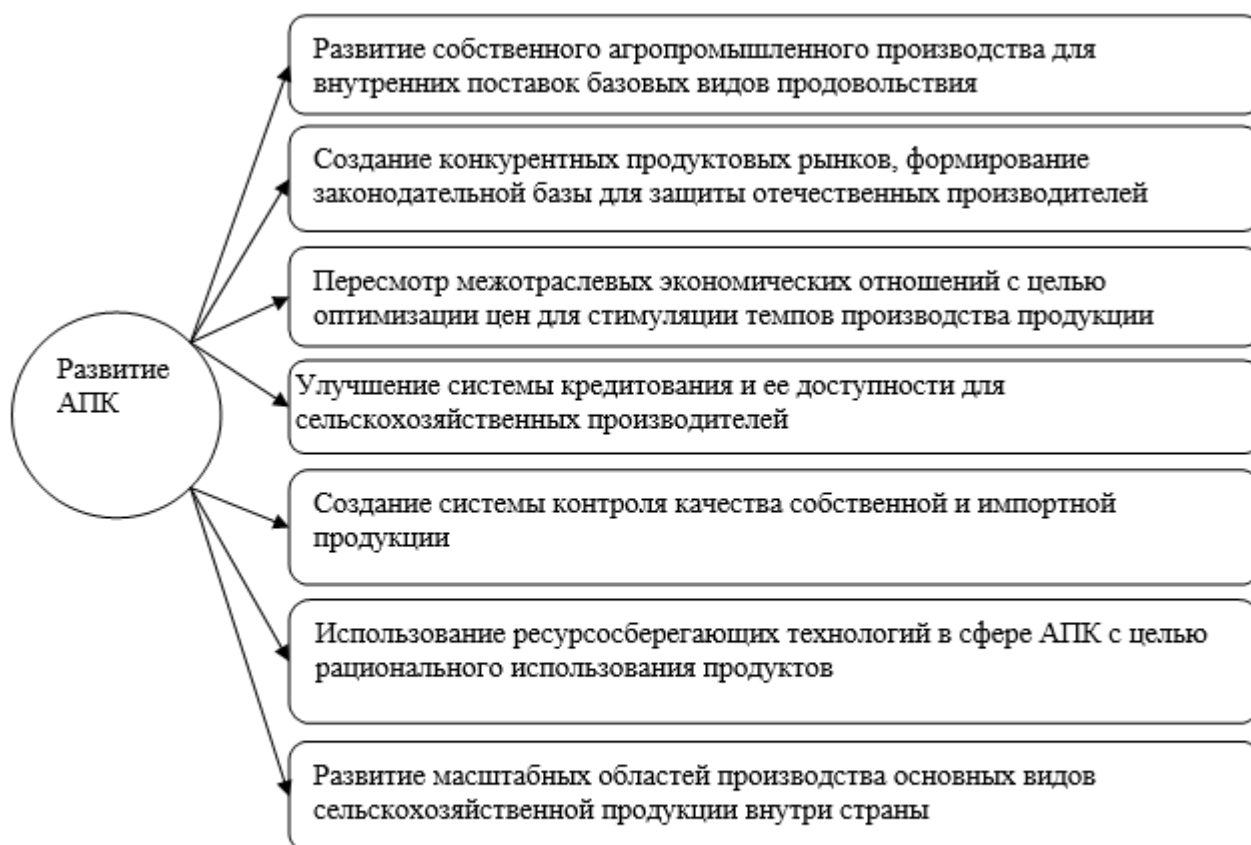 Развитие
АПК
Развитие собственного агропромышленного производства для
внутренних поставок базовых видов продовольствия
Создание конкурентных продуктовых рынков, формирование
законодательной базы для защиты отечественных производителей
Пересмотр межотраслевых экономических отношений с целью
оптимизации цен для стимуляции темпов производства продукции
Улучшение системы кредитования и ее доступности для
сельскохозяйственных производителей
Создание системы контроля качества собственной и импортной
продукции
Использование ресурсосберегающих технологий в сфере АПК с целью
рационального использования продуктов
Развитие масштабных областей производства основных видов
сельскохозяйственной продукции внутри страны